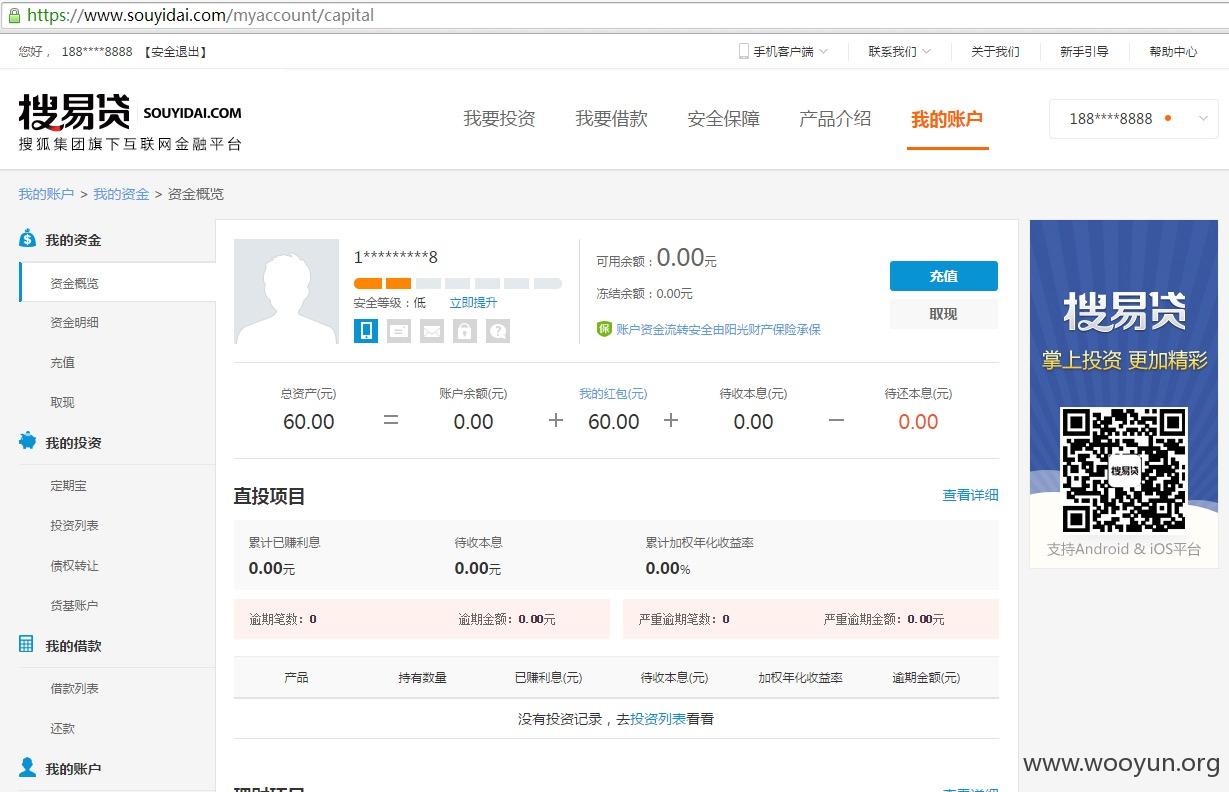 https://www.souyidai.com/myaccount/capital
您好， 188****8888 【安全退出】 手机客户端 联系我们 关于我们 新手引导 帮助中心
搜易贷 SOUYIDAI.COM
搜狐集团旗下互联网金融平台
我要投资 我要借款 安全保障 产品介绍 我的账户 188****8888
我的账户 > 我的资金 > 资金概览
我的资金
资金概览
资金明细
充值
取现
我的投资
定期宝
投资列表
债权转让
货基账户
我的借款
借款列表
还款
我的账户
1*********8
安全等级：低 立即提升
可用余额：0.00元
冻结余额：0.00元
保 账户资金流转安全由阳光财产保险承保
充值
取现
总资产(元) 账户余额(元) 我的红包(元) 待收本息(元) 待还本息(元)
60.00 = 0.00 + 60.00 + 0.00 — 0.00
直投项目 查看详细
累计已赚利息 待收本息 累计加权年化收益率
0.00元 0.00元 0.00%
逾期笔数：0 逾期金额：0.00元 严重逾期笔数：0 严重逾期金额：0.00元
产品 持有数量 已赚利息(元) 待收本息(元) 加权年化收益率 逾期金额(元)
没有投资记录，去投资列表看看
理财项目 查看详细
搜易贷
掌上投资 更加精彩
搜易贷
支持Android & iOS平台
www.wooyun.org